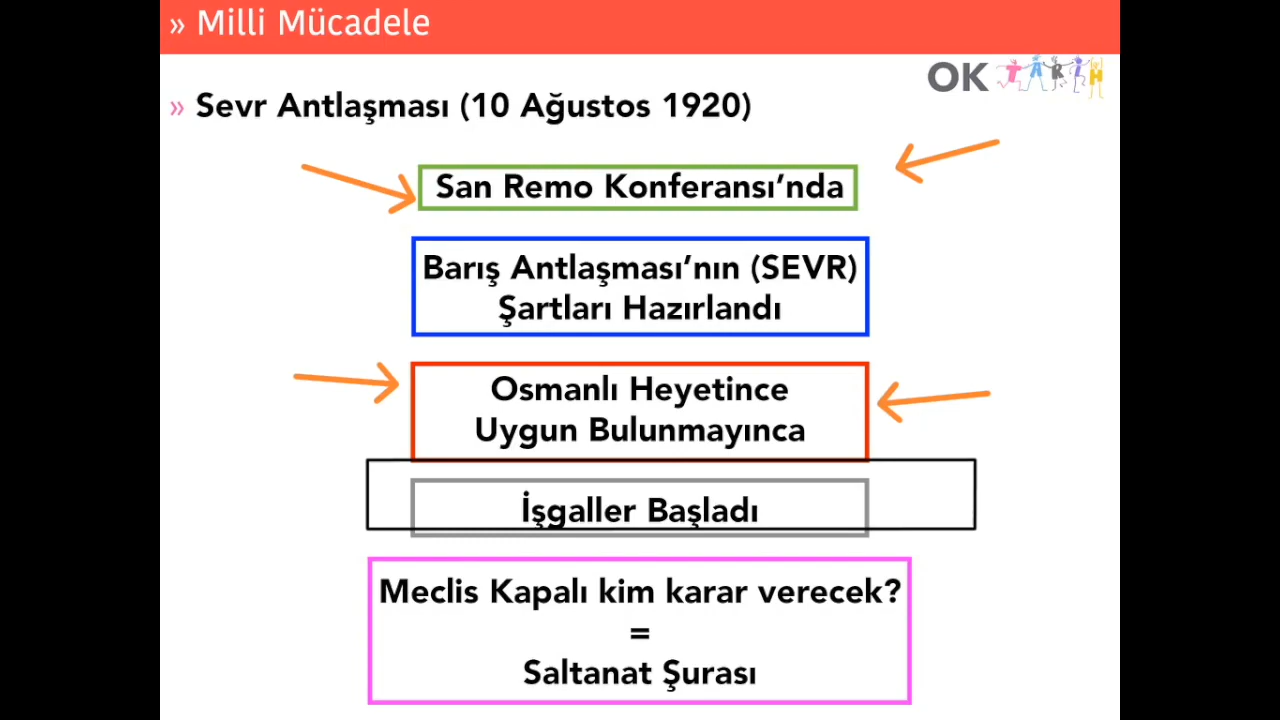 » Milli Mücadele
OK TARİH
» Sevr Antlaşması (10 Ağustos 1920)
San Remo Konferansı’nda
Barış Antlaşması’nın (SEVR)
Şartları Hazırlandı
Osmanlı Heyetince
Uygun Bulunmayınca
İşgaller Başladı
Meclis Kapalı kim karar verecek?
=
Saltanat Şurası